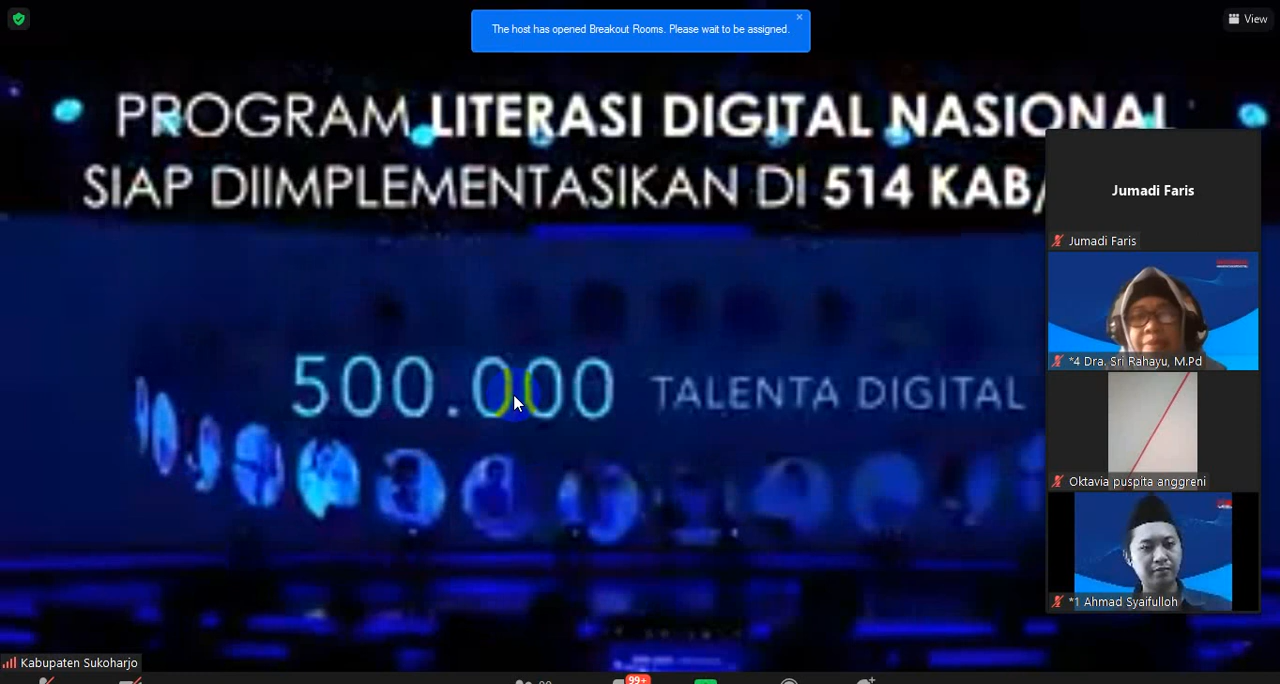 The host has opened Breakout Rooms. Please wait to be assigned.
View
PROGRAM LITERASI DIGITAL NASIONAL
SIAP DIIMPLEMENTASIKAN DI 514 KAB/
500.000 TALENTA DIGITAL
Jumadi Faris
Jumadi Faris
*4 Dra. Sri Rahayu, M.Pd
Oktavia puspita anggreni
*1 Ahmad Syaifulloh
Kabupaten Sukoharjo
99+